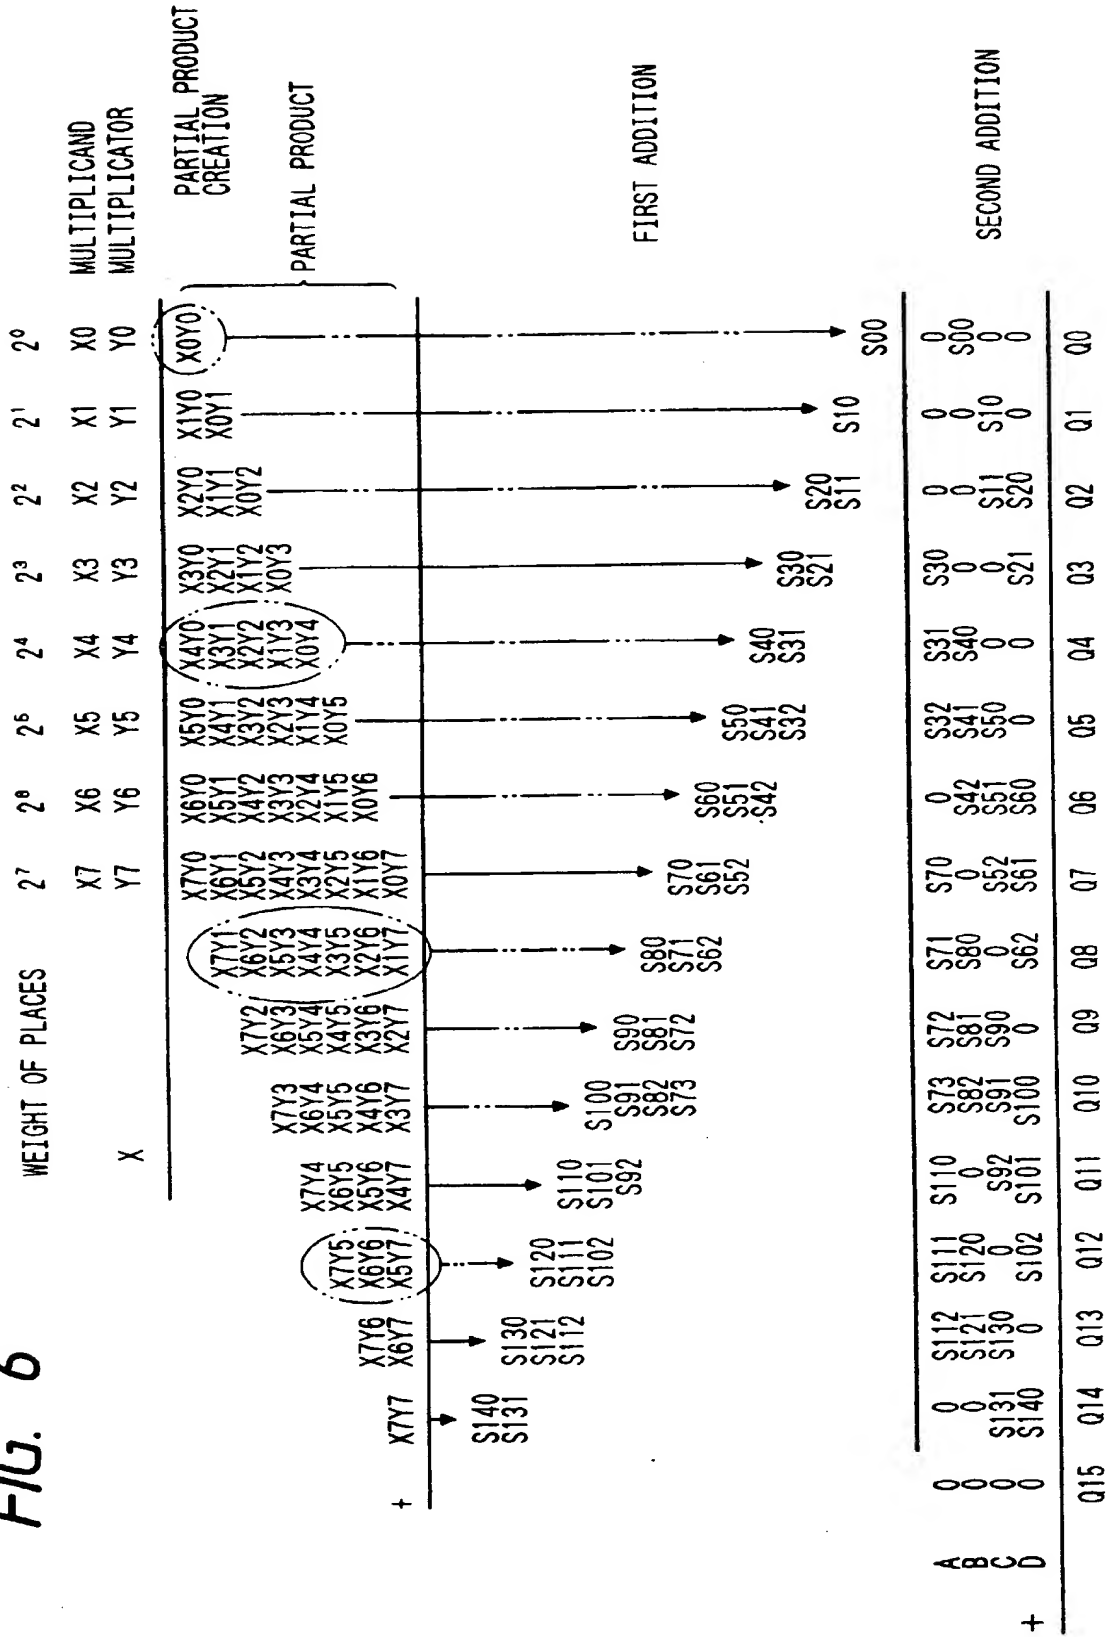 FIG. 6
WEIGHT OF PLACES 2⁷ 2⁸ 2⁶ 2⁴ 2³ 2² 2¹ 2⁰
X7 X6 X5 X4 X3 X2 X1 X0 MULTIPLICAND
X Y7 Y6 Y5 Y4 Y3 Y2 Y1 Y0 MULTIPLICATOR
PARTIAL PRODUCT
CREATION
X7Y0 X6Y0 X5Y0 X4Y0 X3Y0 X2Y0 X1Y0 X0Y0
X7Y1 X6Y1 X5Y1 X4Y1 X3Y1 X2Y1 X1Y1 X0Y1
X7Y2 X6Y2 X5Y2 X4Y2 X3Y2 X2Y2 X1Y2 X0Y2
X7Y3 X6Y3 X5Y3 X4Y3 X3Y3 X2Y3 X1Y3 X0Y3
PARTIAL PRODUCT
X7Y4 X6Y4 X5Y4 X4Y4 X3Y4 X2Y4 X1Y4 X0Y4
X7Y5 X6Y5 X5Y5 X4Y5 X3Y5 X2Y5 X1Y5 X0Y5
X7Y6 X6Y6 X5Y6 X4Y6 X3Y6 X2Y6 X1Y6 X0Y6
+ X7Y7 X6Y7 X5Y7 X4Y7 X3Y7 X2Y7 X1Y7 X0Y7
S140
S131 S130
S121 S120
S112 S111 S110
S102 S101 S100
S92 S91 S90
FIRST ADDITION
S82 S81 S80
S73 S72 S71 S70
S62 S61 S60
S52 S51 S50
S42 S41 S40
S32 S31 S30
S21 S20
S11 S10
S00
A 0 0 S112 S111 S110 S73 S72 S71 S70 0 S32 S31 S30 0 0 0
B 0 0 S121 S120 0 S82 S81 S80 0 S42 S41 S40 0 0 0 S00
SECOND ADDITION
C 0 S131 S130 0 S92 S91 S90 0 S52 S51 S50 0 0 S11 S10 0
+ D 0 S140 0 S102 S101 S100 0 S62 S61 S60 0 0 S21 S20 0 0
Q15 Q14 Q13 Q12 Q11 Q10 Q9 Q8 Q7 Q6 Q5 Q4 Q3 Q2 Q1 Q0